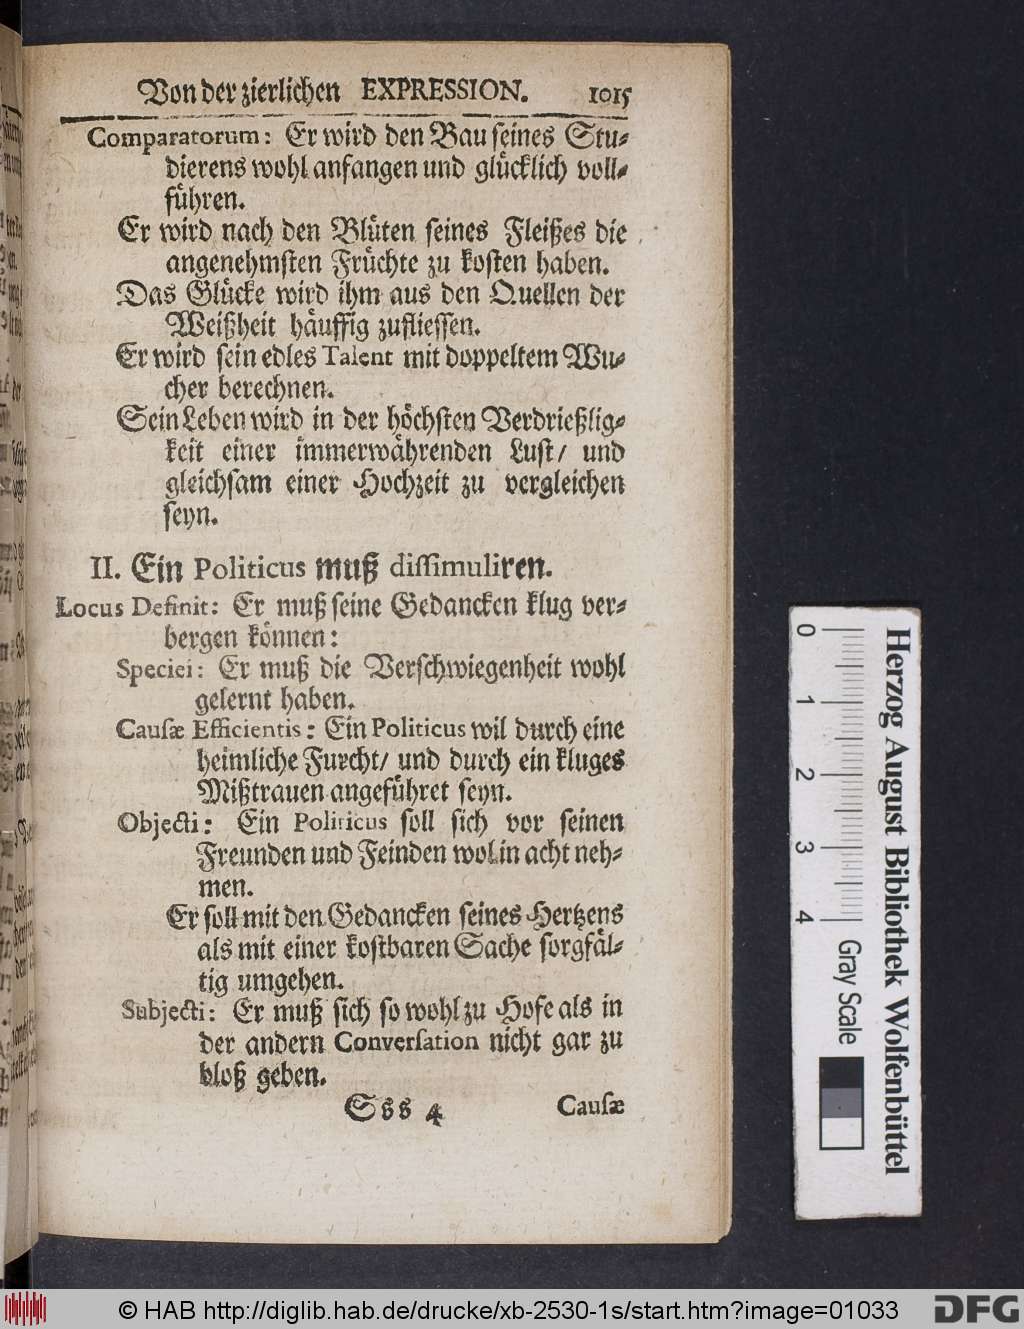 Von der zierlichen EXPRESSION. 1015
Comparatorum: Er wird den Bau seines Stu-
dierens wohl anfangen und glücklich voll-
führen.
Er wird nach den Blüten seines Fleißes die
angenehmsten Früchte zu kosten haben.
Das Glücke wird ihm aus den Quellen der
Weißheit häuffig zufliessen.
Er wird sein edles Talent mit doppeltem Wu-
cher berechnen.
Sein Leben wird in der höchsten Verdrießlig-
keit einer immerwährenden Lust/ und
gleichsam einer Hochzeit zu vergleichen
seyn.
II. Ein Politicus muß dissimuliren.
Locus Definit: Er muß seine Gedancken klug ver-
bergen können:
Speciei: Er muß die Verschwiegenheit wohl
gelernt haben.
Causæ Efficientis: Ein Politicus wil durch eine
heimliche Furcht/ und durch ein kluges
Mißtrauen angeführet seyn.
Objecti: Ein Politicus soll sich vor seinen
Freunden und Feinden wol in acht neh-
men.
Er soll mit den Gedancken seines Hertzens
als mit einer kostbaren Sache sorgfäl-
tig umgehen.
Subjecti: Er muß sich so wohl zu Hofe als in
der andern Conversation nicht gar zu
bloß geben.
Sss 4 Causæ
Herzog August Bibliothek Wolfenbüttel
0 1 2 3 4 Gray Scale
© HAB http://diglib.hab.de/drucke/xb-2530-1s/start.htm?image=01033 DFG